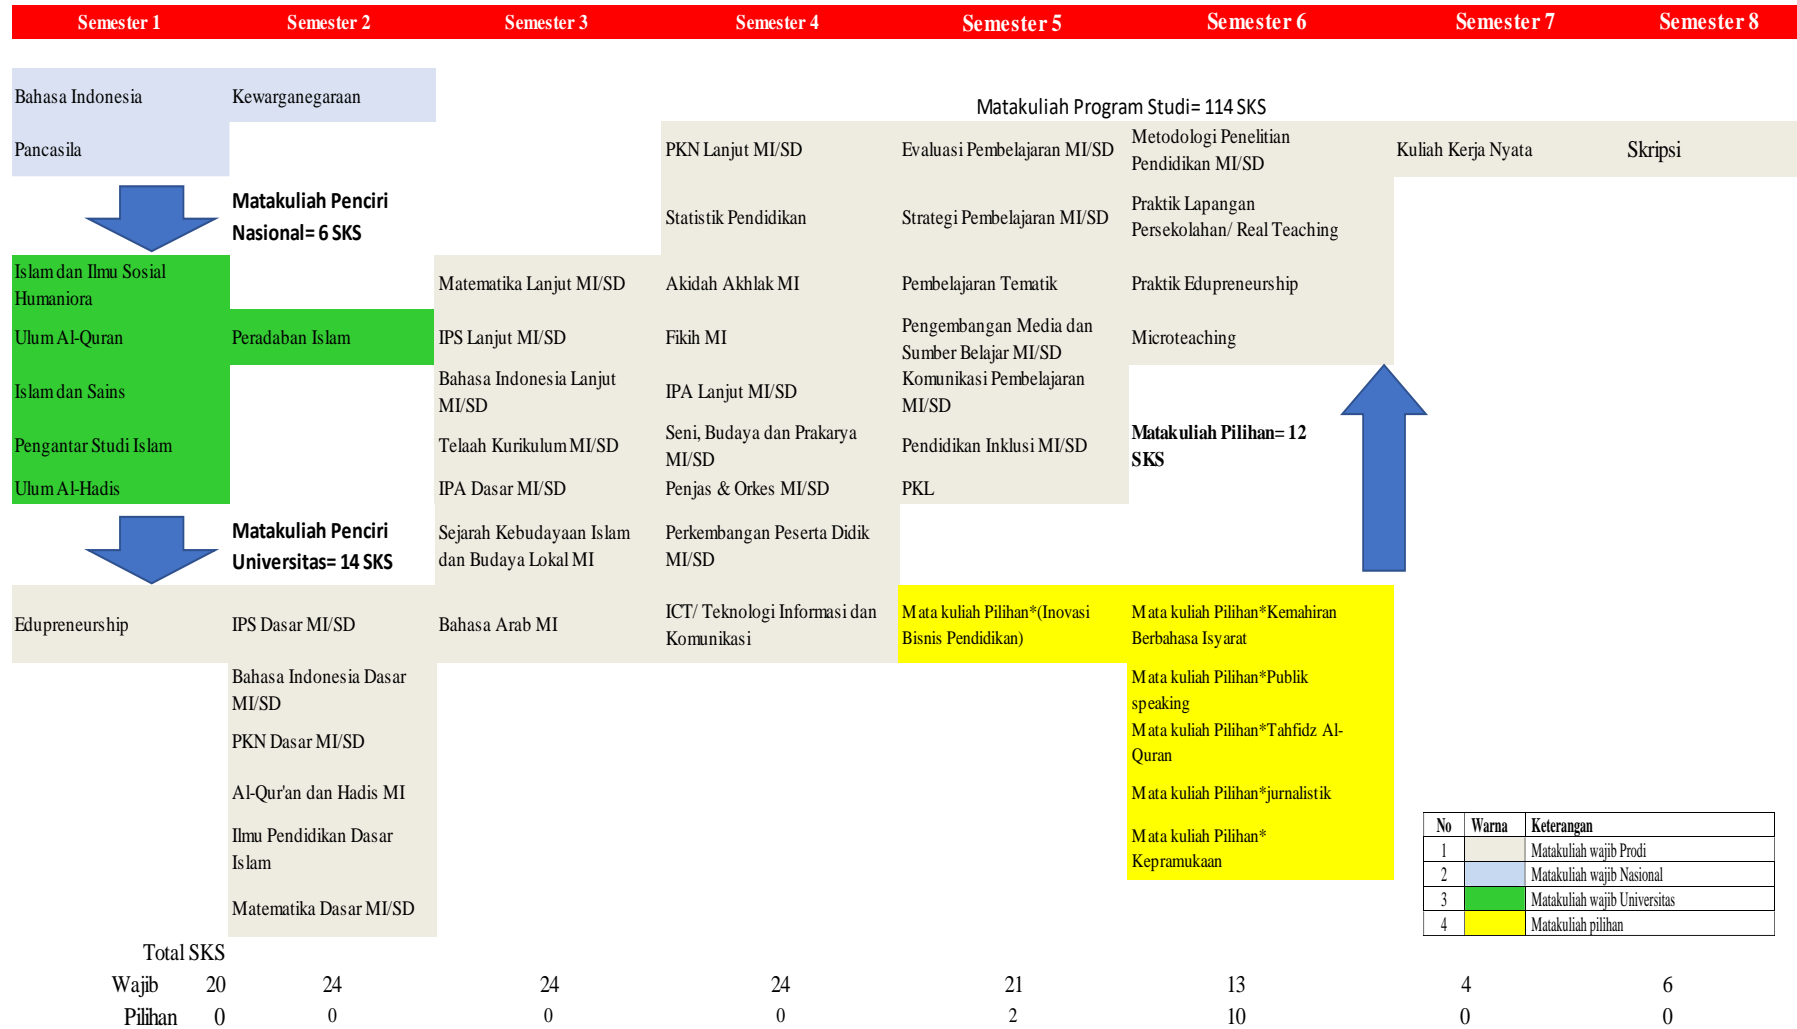 Semester 1 Semester 2 Semester 3 Semester 4 Semester 5 Semester 6 Semester 7 Semester 8
Bahasa Indonesia Kewarganegaraan
Matakuliah Program Studi= 114 SKS
Pancasila PKN Lanjut MI/SD Evaluasi Pembelajaran MI/SD Metodologi Penelitian
Pendidikan MI/SD Kuliah Kerja Nyata Skripsi
Matakuliah Penciri
Nasional= 6 SKS
Statistik Pendidikan Strategi Pembelajaran MI/SD Praktik Lapangan
Persekolahan/ Real Teaching
Islam dan Ilmu Sosial
Humaniora
Matematika Lanjut MI/SD Akidah Akhlak MI Pembelajaran Tematik Praktik Edupreneurship
Ulum Al-Quran Peradaban Islam IPS Lanjut MI/SD Fikih MI Pengembangan Media dan
Sumber Belajar MI/SD
Microteaching
Islam dan Sains Bahasa Indonesia Lanjut
MI/SD
IPA Lanjut MI/SD Komunikasi Pembelajaran
MI/SD
Pengantar Studi Islam Telaah Kurikulum MI/SD Seni, Budaya dan Prakarya
MI/SD
Pendidikan Inklusi MI/SD Matakuliah Pilihan= 12
SKS
Ulum Al-Hadis IPA Dasar MI/SD Penjas & Orkes MI/SD PKL
Matakuliah Penciri
Universitas= 14 SKS
Sejarah Kebudayaan Islam
dan Budaya Lokal MI
Perkembangan Peserta Didik
MI/SD
Edupreneurship IPS Dasar MI/SD Bahasa Arab MI ICT/ Teknologi Informasi dan
Komunikasi
Mata kuliah Pilihan*(Inovasi
Bisnis Pendidikan)
Mata kuliah Pilihan*Kemahiran
Berbahasa Isyarat
Bahasa Indonesia Dasar
MI/SD
Mata kuliah Pilihan*Publik
speaking
PKN Dasar MI/SD Mata kuliah Pilihan*Tahfidz Al-
Quran
Al-Qur'an dan Hadis MI Mata kuliah Pilihan*jurnalistik
Ilmu Pendidikan Dasar
Islam
Mata kuliah Pilihan*
Kepramukaan
Matematika Dasar MI/SD
No Warna Keterangan
1 Matakuliah wajib Prodi
2 Matakuliah wajib Nasional
3 Matakuliah wajib Universitas
4 Matakuliah pilihan
Total SKS
Wajib 20 24 24 24 21 13 4 6
Pilihan 0 0 0 0 2 10 0 0